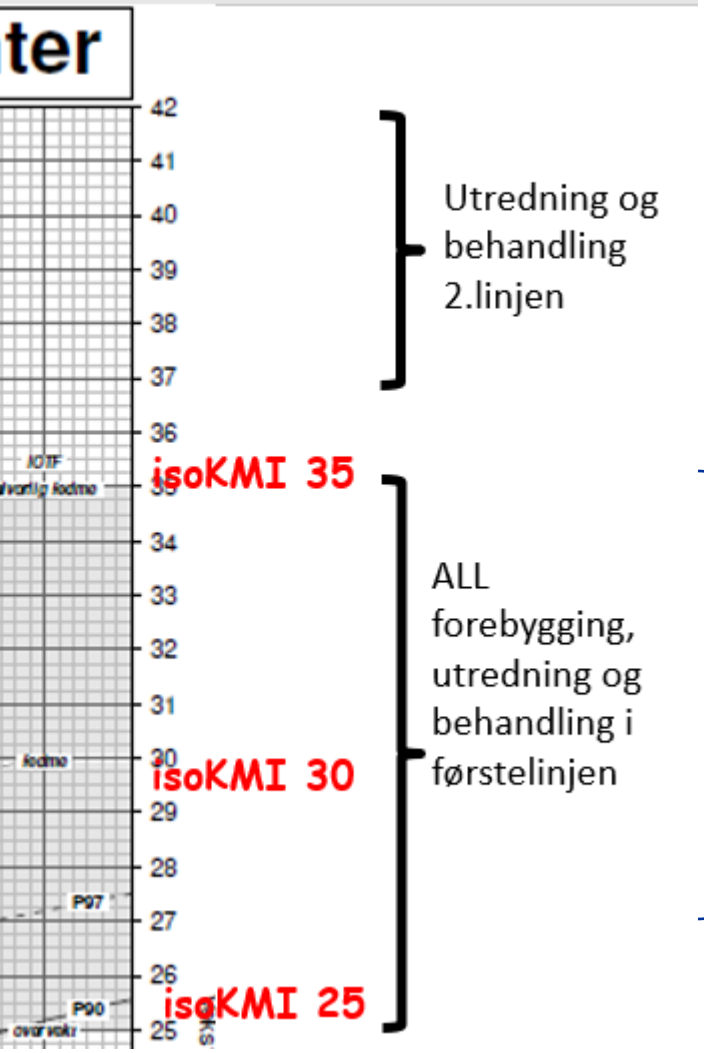 ter
42
41
40
39
38
37
36
isoKMI 35
34
33
32
31
30
isoKMI 30
29
28
27
26
isoKMI 25
25
Utredning og
behandling
2.linjen
ALL
forebygging,
utredning og
behandling i
førstelinjen
IOTF
alvorlig fedme
fedme
P97
P90
overvekt